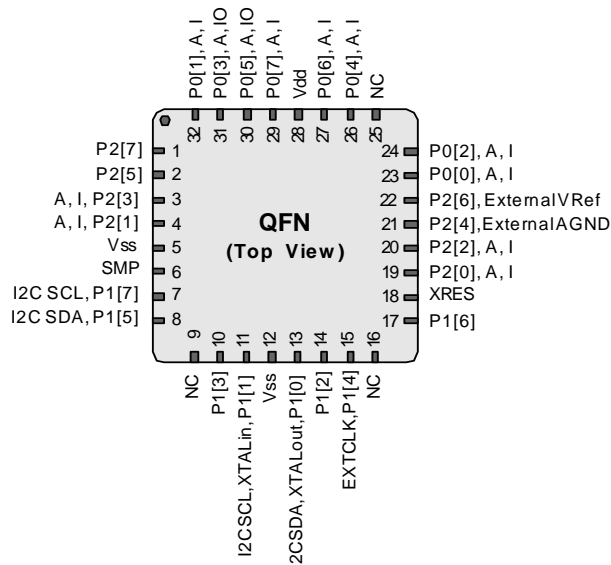 P0[1], A, I
P0[3], A, IO
P0[5], A, IO
P0[7], A, I
Vdd
P0[6], A, I
P0[4], A, I
NC
32
31
30
29
28
27
26
25
P2[7] 1
P2[5] 2
A, I, P2[3] 3
A, I, P2[1] 4
Vss 5
SMP 6
I2C SCL, P1[7] 7
I2C SDA, P1[5] 8
QFN
(Top View)
24 P0[2], A, I
23 P0[0], A, I
22 P2[6], ExternalVRef
21 P2[4], ExternalAGND
20 P2[2], A, I
19 P2[0], A, I
18 XRES
17 P1[6]
9
10
11
12
13
14
15
16
NC
P1[3]
I2CSCL,XTALin,P1[1]
Vss
2CSDA,XTALout,P1[0]
P1[2]
EXTCLK,P1[4]
NC